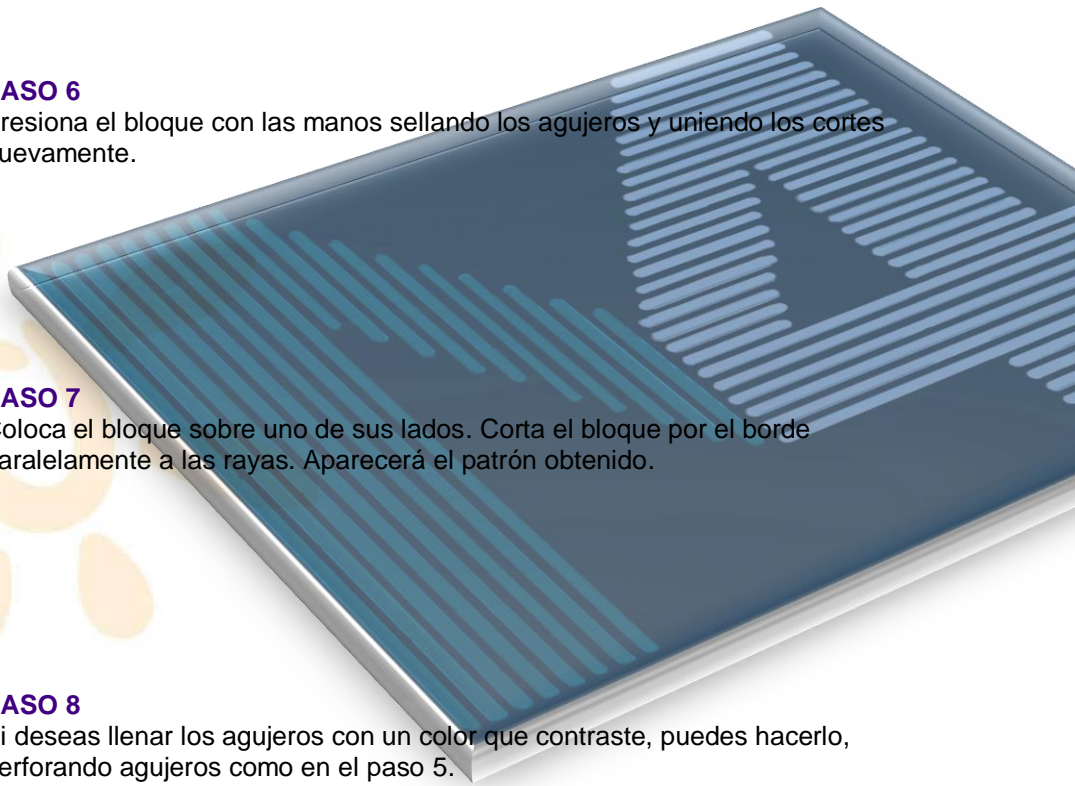 ASO 6
resiona el bloque con las manos sellando los agujeros y uniendo los cortes
uevamente.
ASO 7
oloca el bloque sobre uno de sus lados. Corta el bloque por el borde
aralelamente a las rayas. Aparecerá el patrón obtenido.
ASO 8
i deseas llenar los agujeros con un color que contraste, puedes hacerlo,
erforando agujeros como en el paso 5.